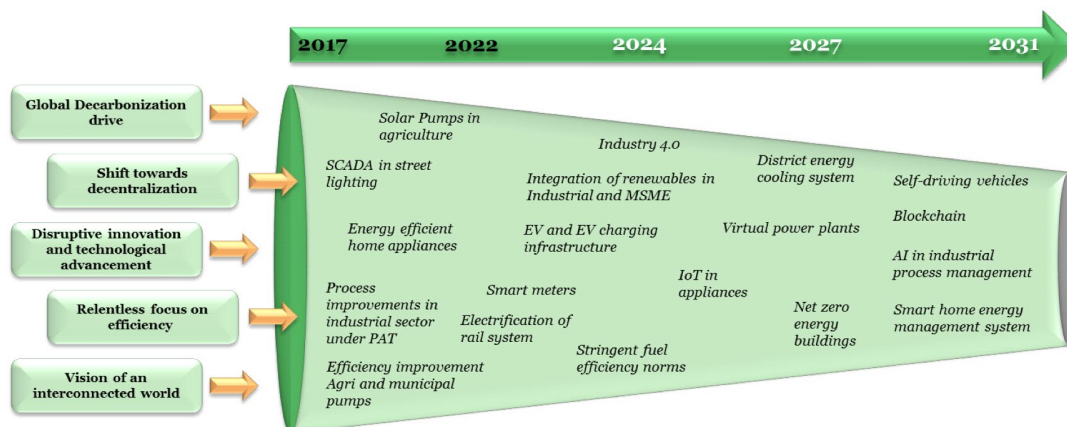 2017
2022
2024
2027
2031
Global Decarbonization
drive
Shift towards
decentralization
Disruptive innovation
and technological
advancement
Relentless focus on
efficiency
Vision of an
interconnected world
Solar Pumps in
agriculture
SCADA in street
lighting
Energy efficient
home appliances
Process
improvements in
industrial sector
under PAT
Efficiency improvement
Agri and municipal
pumps
Smart meters
Electrification of
rail system
Industry 4.0
Integration of renewables in
Industrial and MSME
EV and EV charging
infrastructure
IoT in
appliances
Stringent fuel
efficiency norms
District energy
cooling system
Virtual power plants
Net zero
energy
buildings
Self-driving vehicles
Blockchain
AI in industrial
process management
Smart home energy
management system